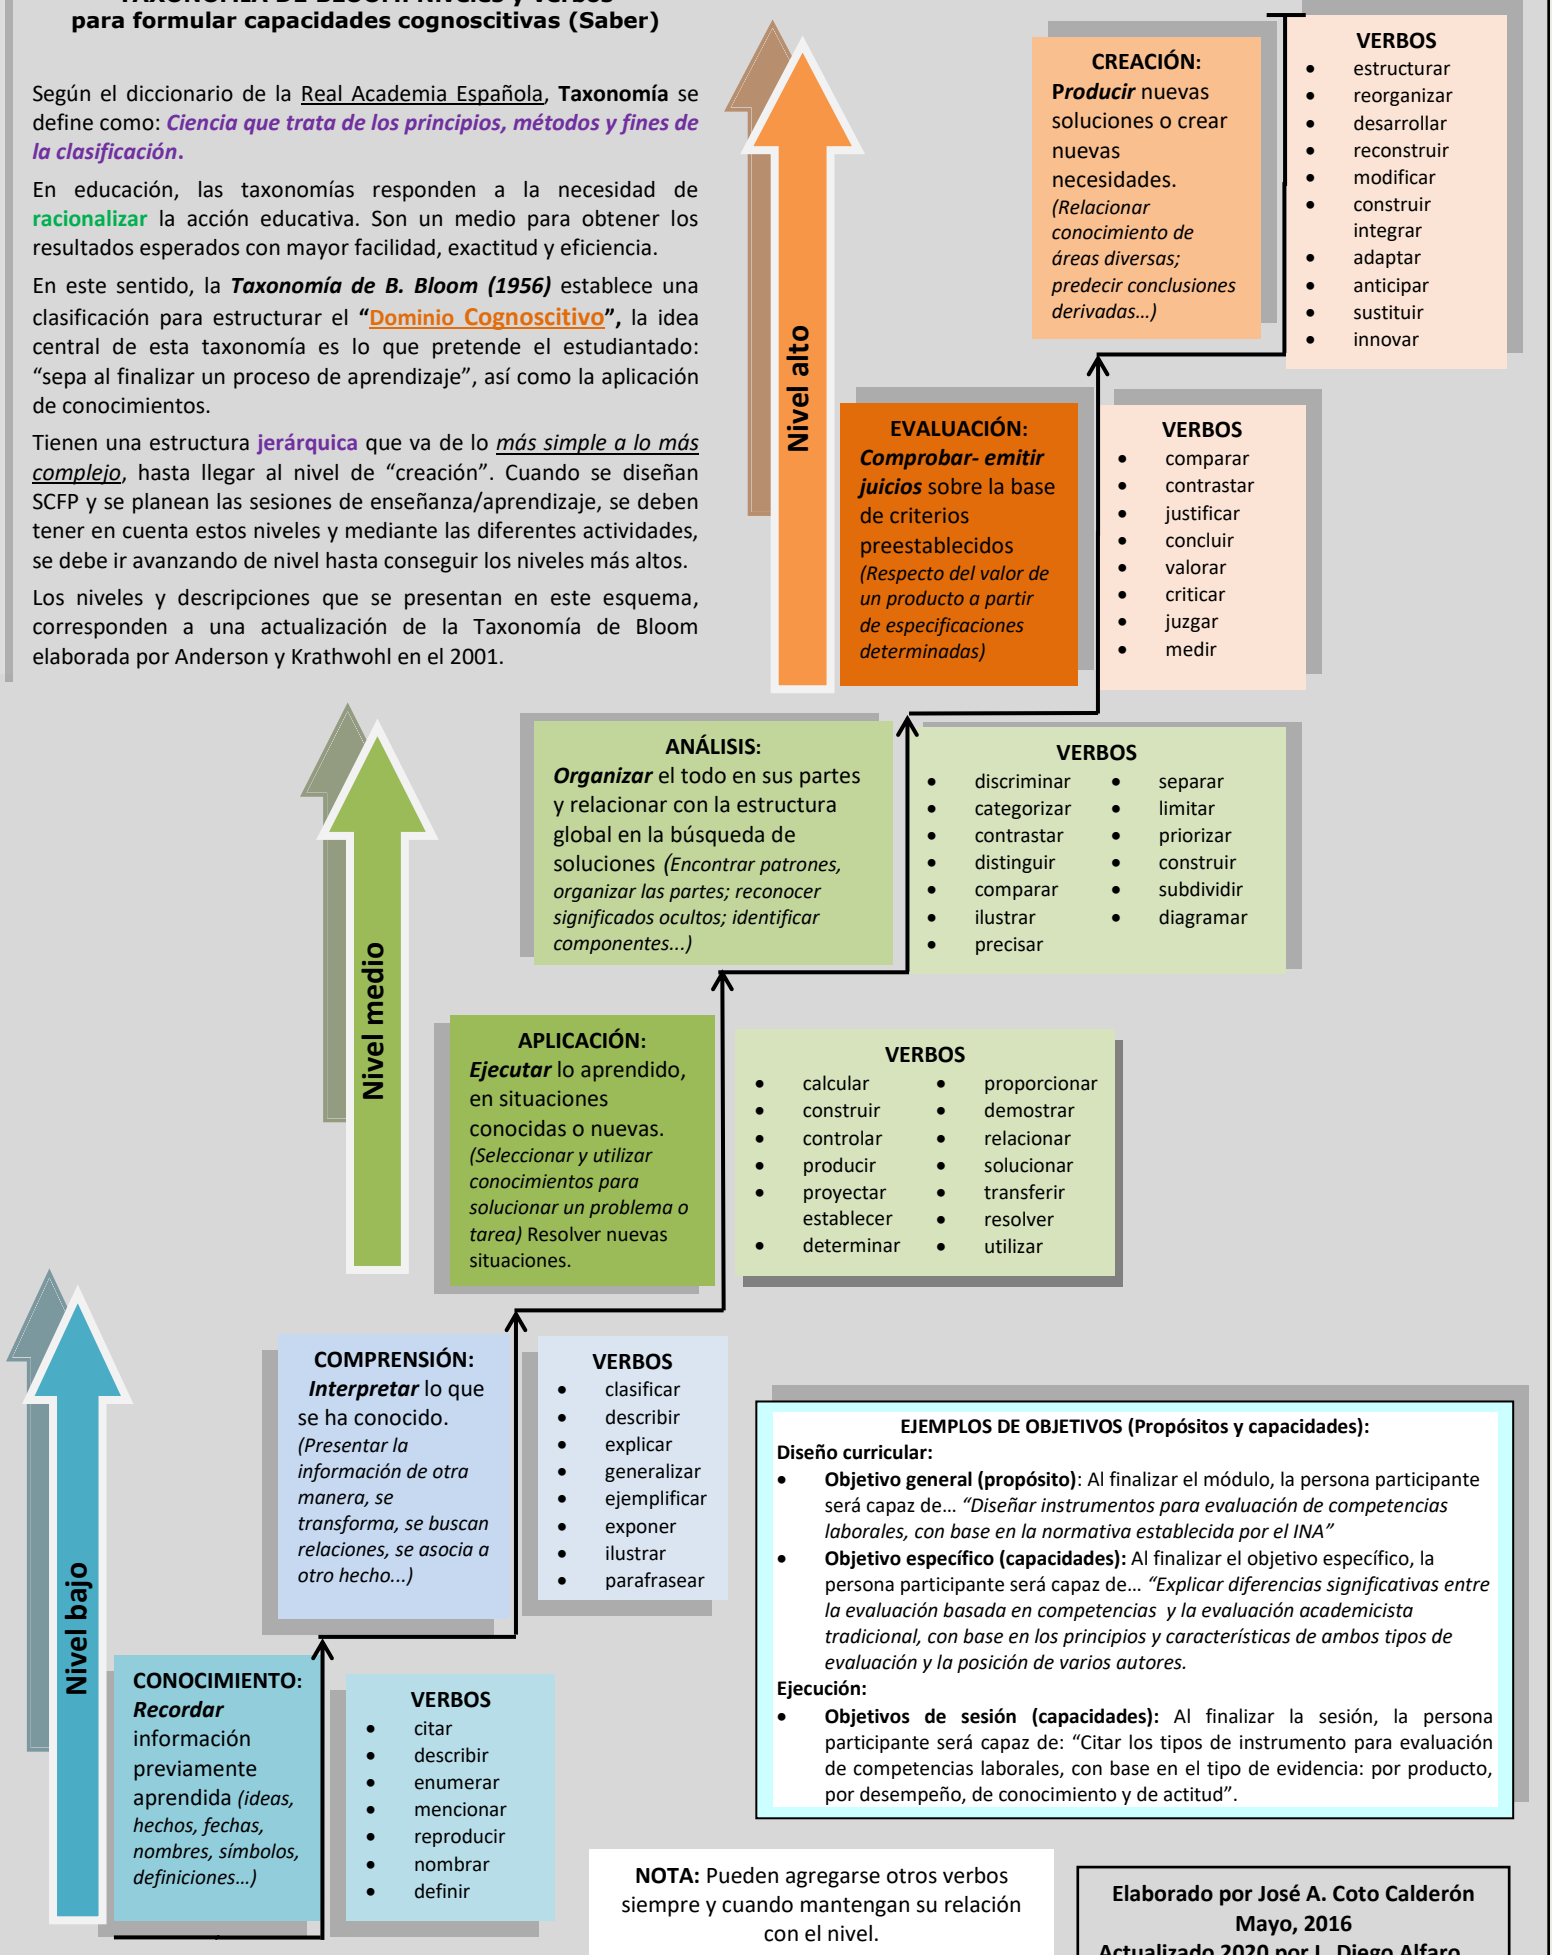 TAXONOMÍA DE BLOOM: Niveles y verbos
para formular capacidades cognoscitivas (Saber)
Según el diccionario de la Real Academia Española, Taxonomía se
define como: Ciencia que trata de los principios, métodos y fines de
la clasificación.
En educación, las taxonomías responden a la necesidad de
racionalizar la acción educativa. Son un medio para obtener los
resultados esperados con mayor facilidad, exactitud y eficiencia.
En este sentido, la Taxonomía de B. Bloom (1956) establece una
clasificación para estructurar el “Dominio Cognoscitivo”, la idea
central de esta taxonomía es lo que pretende el estudiantado:
“sepa al finalizar un proceso de aprendizaje”, así como la aplicación
de conocimientos.
Tienen una estructura jerárquica que va de lo más simple a lo más
complejo, hasta llegar al nivel de “creación”. Cuando se diseñan
SCFP y se planean las sesiones de enseñanza/aprendizaje, se deben
tener en cuenta estos niveles y mediante las diferentes actividades,
se debe ir avanzando de nivel hasta conseguir los niveles más altos.
Los niveles y descripciones que se presentan en este esquema,
corresponden a una actualización de la Taxonomía de Bloom
elaborada por Anderson y Krathwohl en el 2001.
Nivel alto
CREACIÓN:
Producir nuevas
soluciones o crear
nuevas
necesidades.
(Relacionar
conocimiento de
áreas diversas;
predecir conclusiones
derivadas…)
VERBOS
• estructurar
• reorganizar
• desarrollar
• reconstruir
• modificar
• construir
integrar
• adaptar
• anticipar
• sustituir
• innovar
EVALUACIÓN:
Comprobar- emitir
juicios sobre la base
de criterios
preestablecidos
(Respecto del valor de
un producto a partir
de especificaciones
determinadas)
VERBOS
• comparar
• contrastar
• justificar
• concluir
• valorar
• criticar
• juzgar
• medir
Nivel medio
ANÁLISIS:
Organizar el todo en sus partes
y relacionar con la estructura
global en la búsqueda de
soluciones (Encontrar patrones,
organizar las partes; reconocer
significados ocultos; identificar
componentes...)
VERBOS
• discriminar
• categorizar
• contrastar
• distinguir
• comparar
• ilustrar
• precisar
• separar
• limitar
• priorizar
• construir
• subdividir
• diagramar
APLICACIÓN:
Ejecutar lo aprendido,
en situaciones
conocidas o nuevas.
(Seleccionar y utilizar
conocimientos para
solucionar un problema o
tarea) Resolver nuevas
situaciones.
VERBOS
• calcular
• construir
• controlar
• producir
• proyectar
establecer
• determinar
• proporcionar
• demostrar
• relacionar
• solucionar
• transferir
• resolver
• utilizar
Nivel bajo
COMPRENSIÓN:
Interpretar lo que
se ha conocido.
(Presentar la
información de otra
manera, se
transforma, se buscan
relaciones, se asocia a
otro hecho...)
VERBOS
• clasificar
• describir
• explicar
• generalizar
• ejemplificar
• exponer
• ilustrar
• parafrasear
CONOCIMIENTO:
Recordar
información
previamente
aprendida (ideas,
hechos, fechas,
nombres, símbolos,
definiciones…)
VERBOS
• citar
• describir
• enumerar
• mencionar
• reproducir
• nombrar
• definir
EJEMPLOS DE OBJETIVOS (Propósitos y capacidades):
Diseño curricular:
• Objetivo general (propósito): Al finalizar el módulo, la persona participante
será capaz de… “Diseñar instrumentos para evaluación de competencias
laborales, con base en la normativa establecida por el INA”
• Objetivo específico (capacidades): Al finalizar el objetivo específico, la
persona participante será capaz de… “Explicar diferencias significativas entre
la evaluación basada en competencias y la evaluación academicista
tradicional, con base en los principios y características de ambos tipos de
evaluación y la posición de varios autores.
Ejecución:
• Objetivos de sesión (capacidades): Al finalizar la sesión, la persona
participante será capaz de: “Citar los tipos de instrumento para evaluación
de competencias laborales, con base en el tipo de evidencia: por producto,
por desempeño, de conocimiento y de actitud”.
NOTA: Pueden agregarse otros verbos
siempre y cuando mantengan su relación
con el nivel.
Elaborado por José A. Coto Calderón
Mayo, 2016
Actualizado 2020 por L. Diego Alfaro